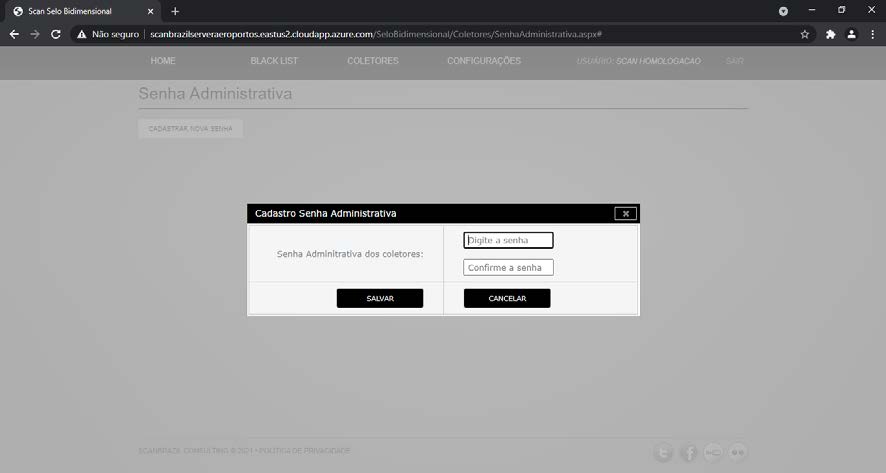 Scan Selo Bidimensional
Não seguro | scanbrazilserveraeroportos.eastus2.cloudapp.azure.com/SeloBidimensional/Coletores/SenhaAdministrativa.aspx#
HOME BLACK LIST COLETORES CONFIGURAÇÕES USUÁRIO: SCAN HOMOLOGACAO SAIR
Senha Administrativa
CADASTRAR NOVA SENHA
Cadastro Senha Administrativa
Digite a senha
Senha Adminitrativa dos coletores:
Confirme a senha
SALVAR CANCELAR
SCANBRAZIL CONSULTING © 2021 • POLÍTICA DE PRIVACIDADE